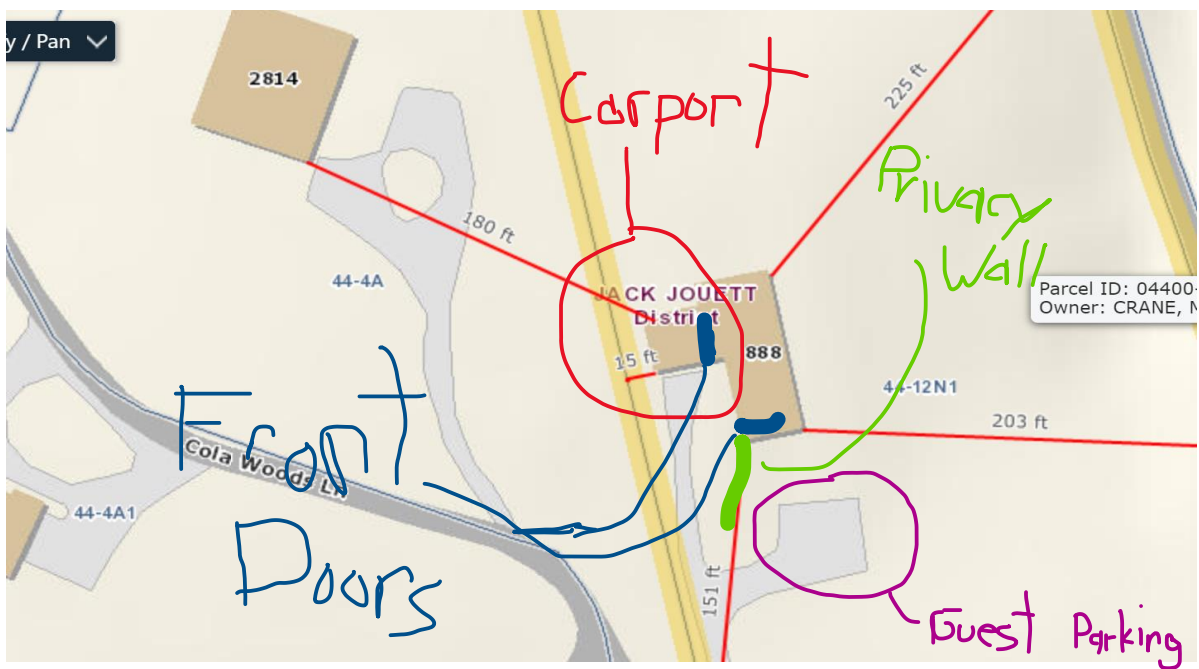 y / Pan
2814
Carport
225 ft
Privacy
Wall
180 ft
44-4A
JACK JOUETT
District
Parcel ID: 04400-
Owner: CRANE, M
15 ft
888
44-12N1
Front
Doors
203 ft
Cola Woods Ln
44-4A1
151 ft
Guest Parking